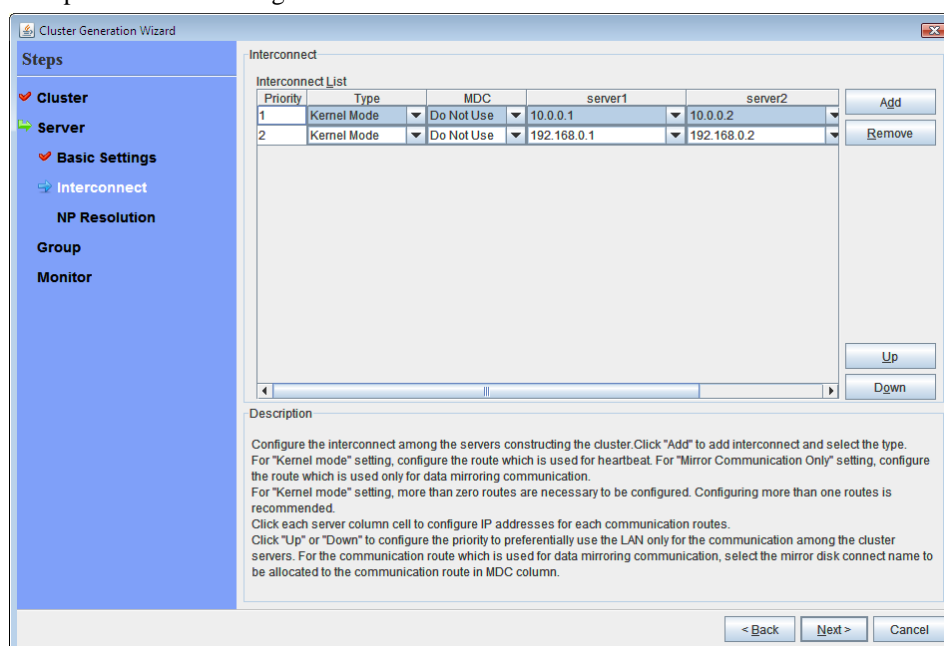 Cluster Generation Wizard
Steps
Cluster
Server
Basic Settings
Interconnect
NP Resolution
Group
Monitor
Interconnect
Interconnect List
Priority Type MDC server1 server2
1 Kernel Mode Do Not Use 10.0.0.1 10.0.0.2
2 Kernel Mode Do Not Use 192.168.0.1 192.168.0.2
Add
Remove
Up
Down
Description
Configure the interconnect among the servers constructing the cluster.Click "Add" to add interconnect and select the type.
For "Kernel mode" setting, configure the route which is used for heartbeat. For "Mirror Communication Only" setting, configure
the route which is used only for data mirroring communication.
For "Kernel mode" setting, more than zero routes are necessary to be configured. Configuring more than one routes is
recommended.
Click each server column cell to configure IP addresses for each communication routes.
Click "Up" or "Down" to configure the priority to preferentially use the LAN only for the communication among the cluster
servers. For the communication route which is used for data mirroring communication, select the mirror disk connect name to
be allocated to the communication route in MDC column.
< Back Next > Cancel